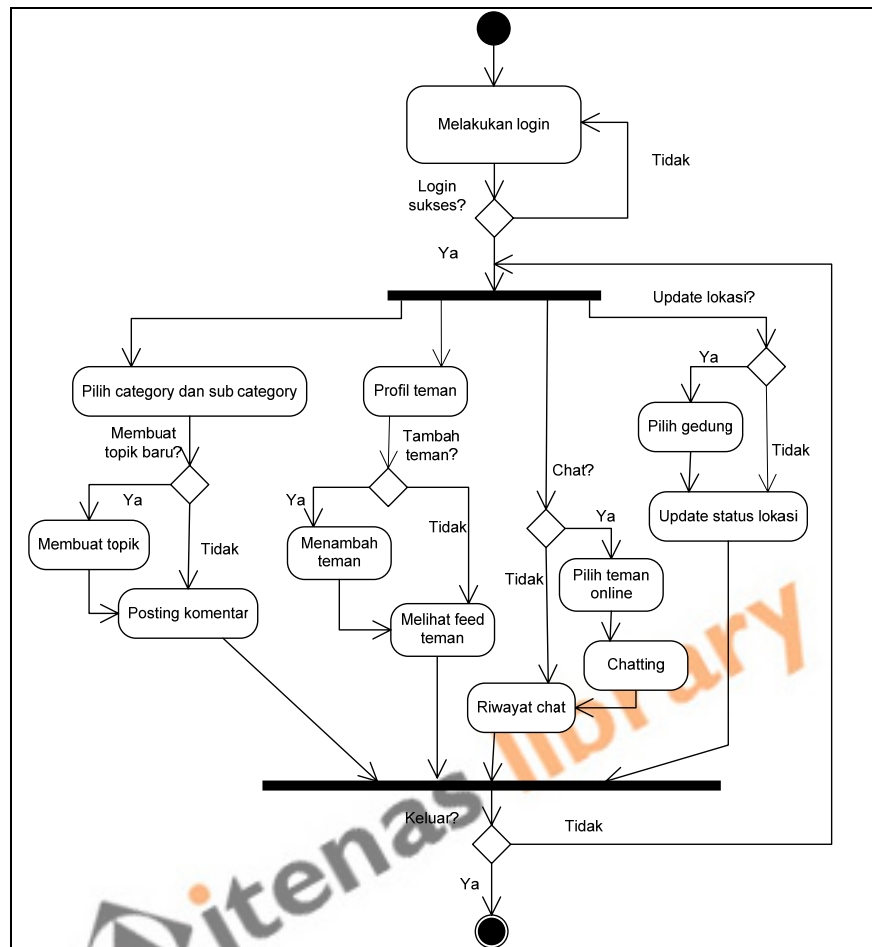 Melakukan login
Tidak
Login
sukses?
Ya
Update lokasi?
Ya
Pilih category dan sub category
Profil teman
Pilih gedung
Membuat
topik baru?
Tambah
teman?
Tidak
Chat?
Ya
Ya
Ya
Membuat topik
Tidak
Menambah
teman
Tidak
Update status lokasi
Tidak
Pilih teman
online
Posting komentar
Melihat feed
teman
Chatting
Riwayat chat
Keluar?
Tidak
Ya
itenas library